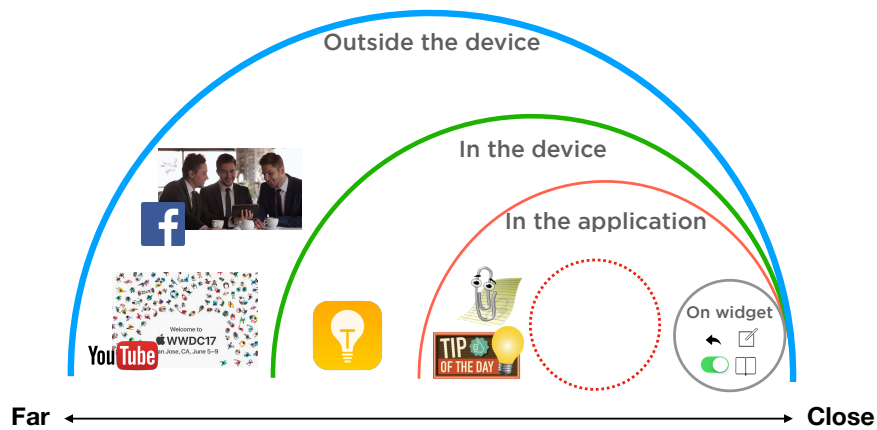 Outside the device
In the device
In the application
f
Welcome to
WWDC17
San Jose, CA, June 5–9
YouTube
T
TIP
OF THE DAY
On widget
Far
Close